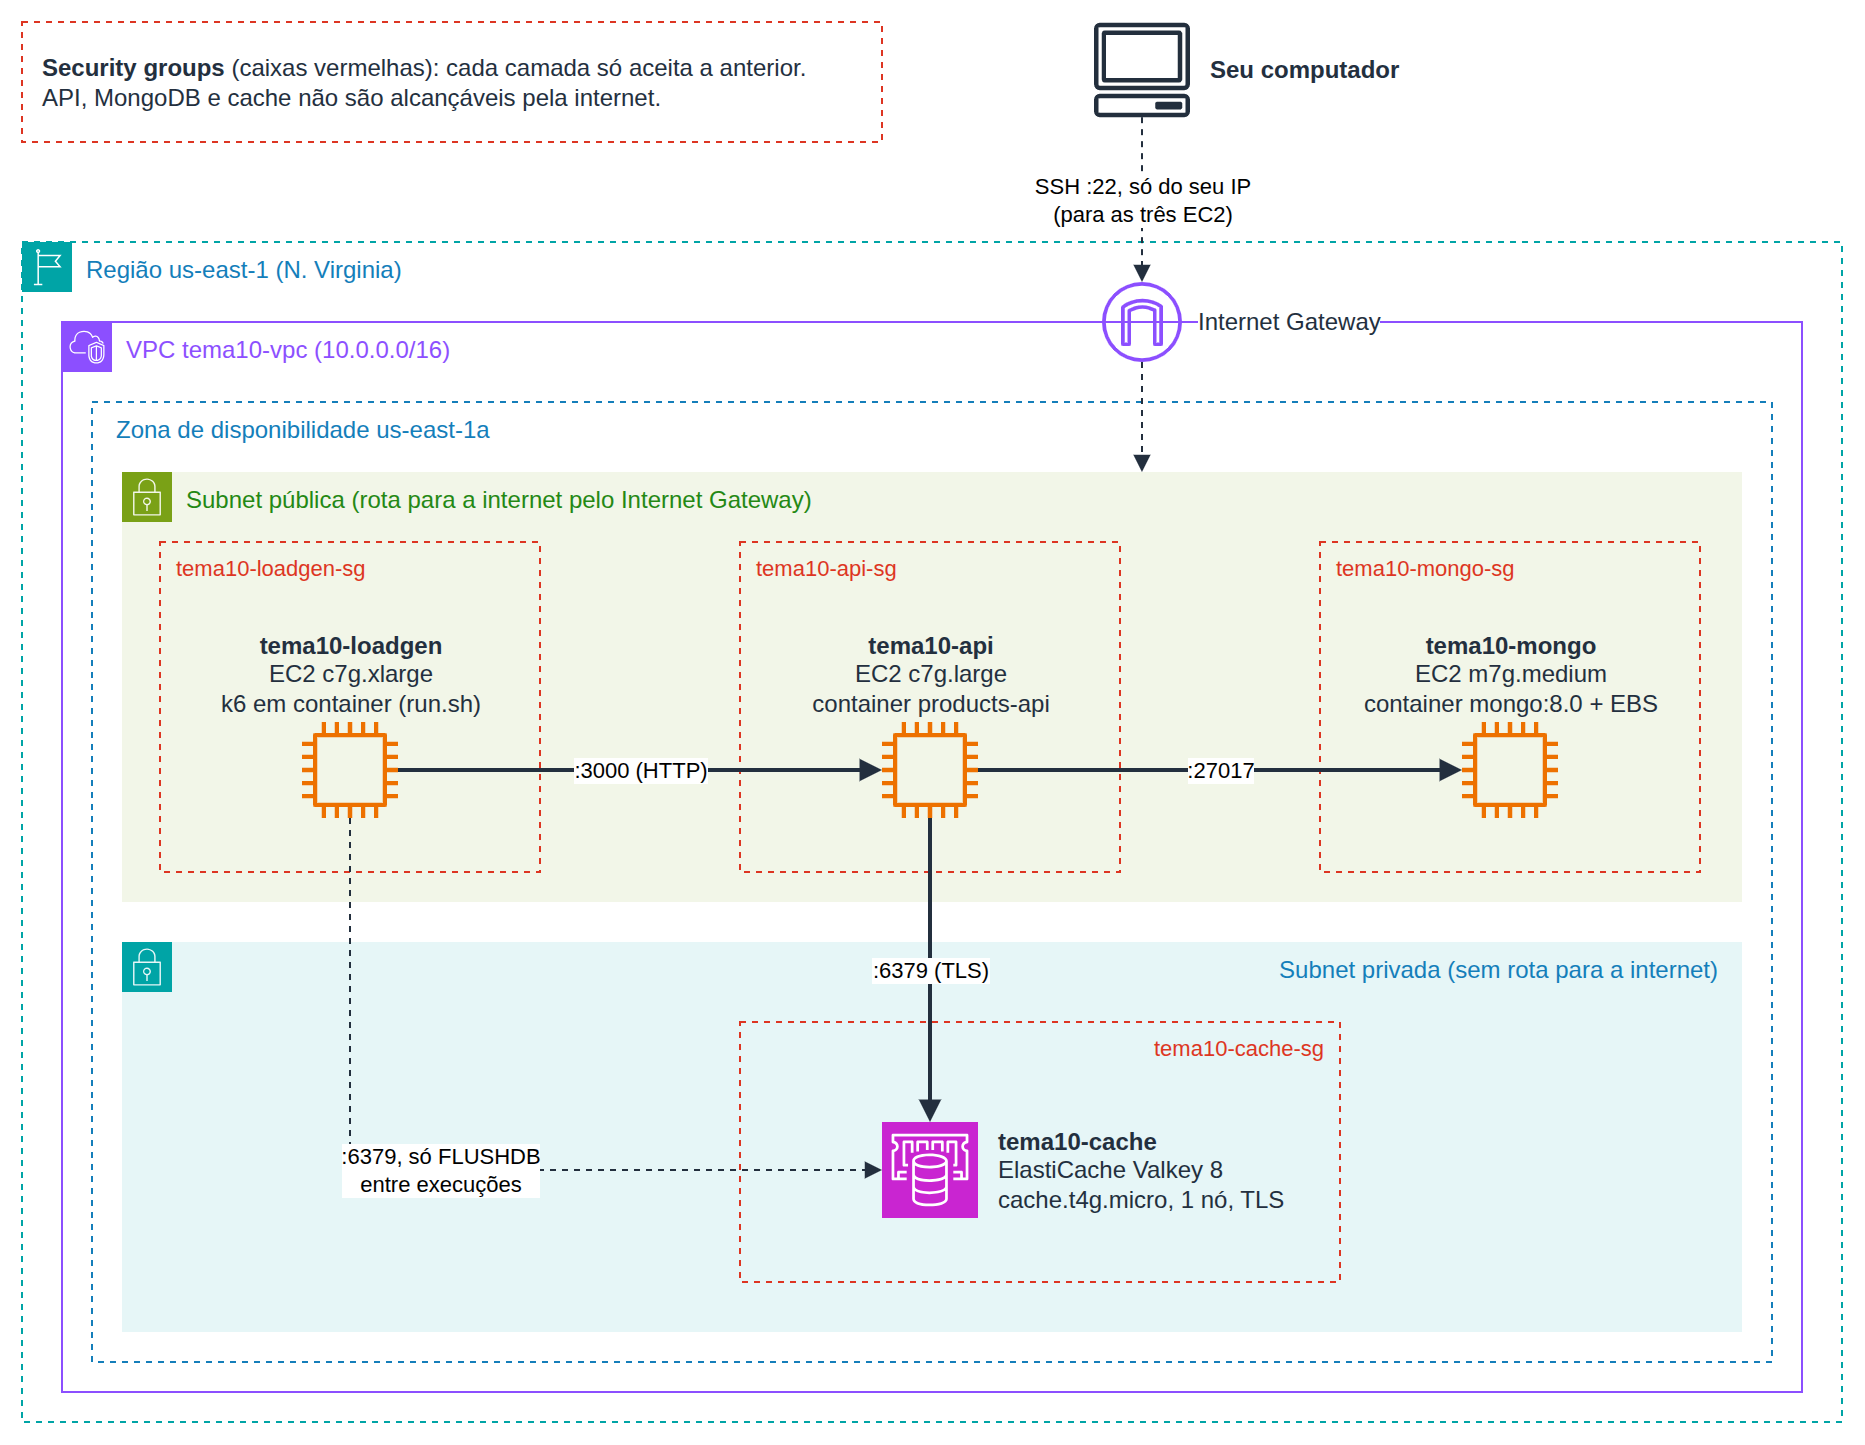 Security groups (caixas vermelhas): cada camada só aceita a anterior.
API, MongoDB e cache não são alcançáveis pela internet.
Seu computador
SSH :22, só do seu IP
(para as três EC2)
Região us-east-1 (N. Virginia)
Internet Gateway
VPC tema10-vpc (10.0.0.0/16)
Zona de disponibilidade us-east-1a
Subnet pública (rota para a internet pelo Internet Gateway)
tema10-loadgen-sg
tema10-loadgen
EC2 c7g.xlarge
k6 em container (run.sh)
:3000 (HTTP)
tema10-api-sg
tema10-api
EC2 c7g.large
container products-api
:27017
tema10-mongo-sg
tema10-mongo
EC2 m7g.medium
container mongo:8.0 + EBS
Subnet privada (sem rota para a internet)
:6379 (TLS)
tema10-cache-sg
:6379, só FLUSHDB
entre execuções
tema10-cache
ElastiCache Valkey 8
cache.t4g.micro, 1 nó, TLS